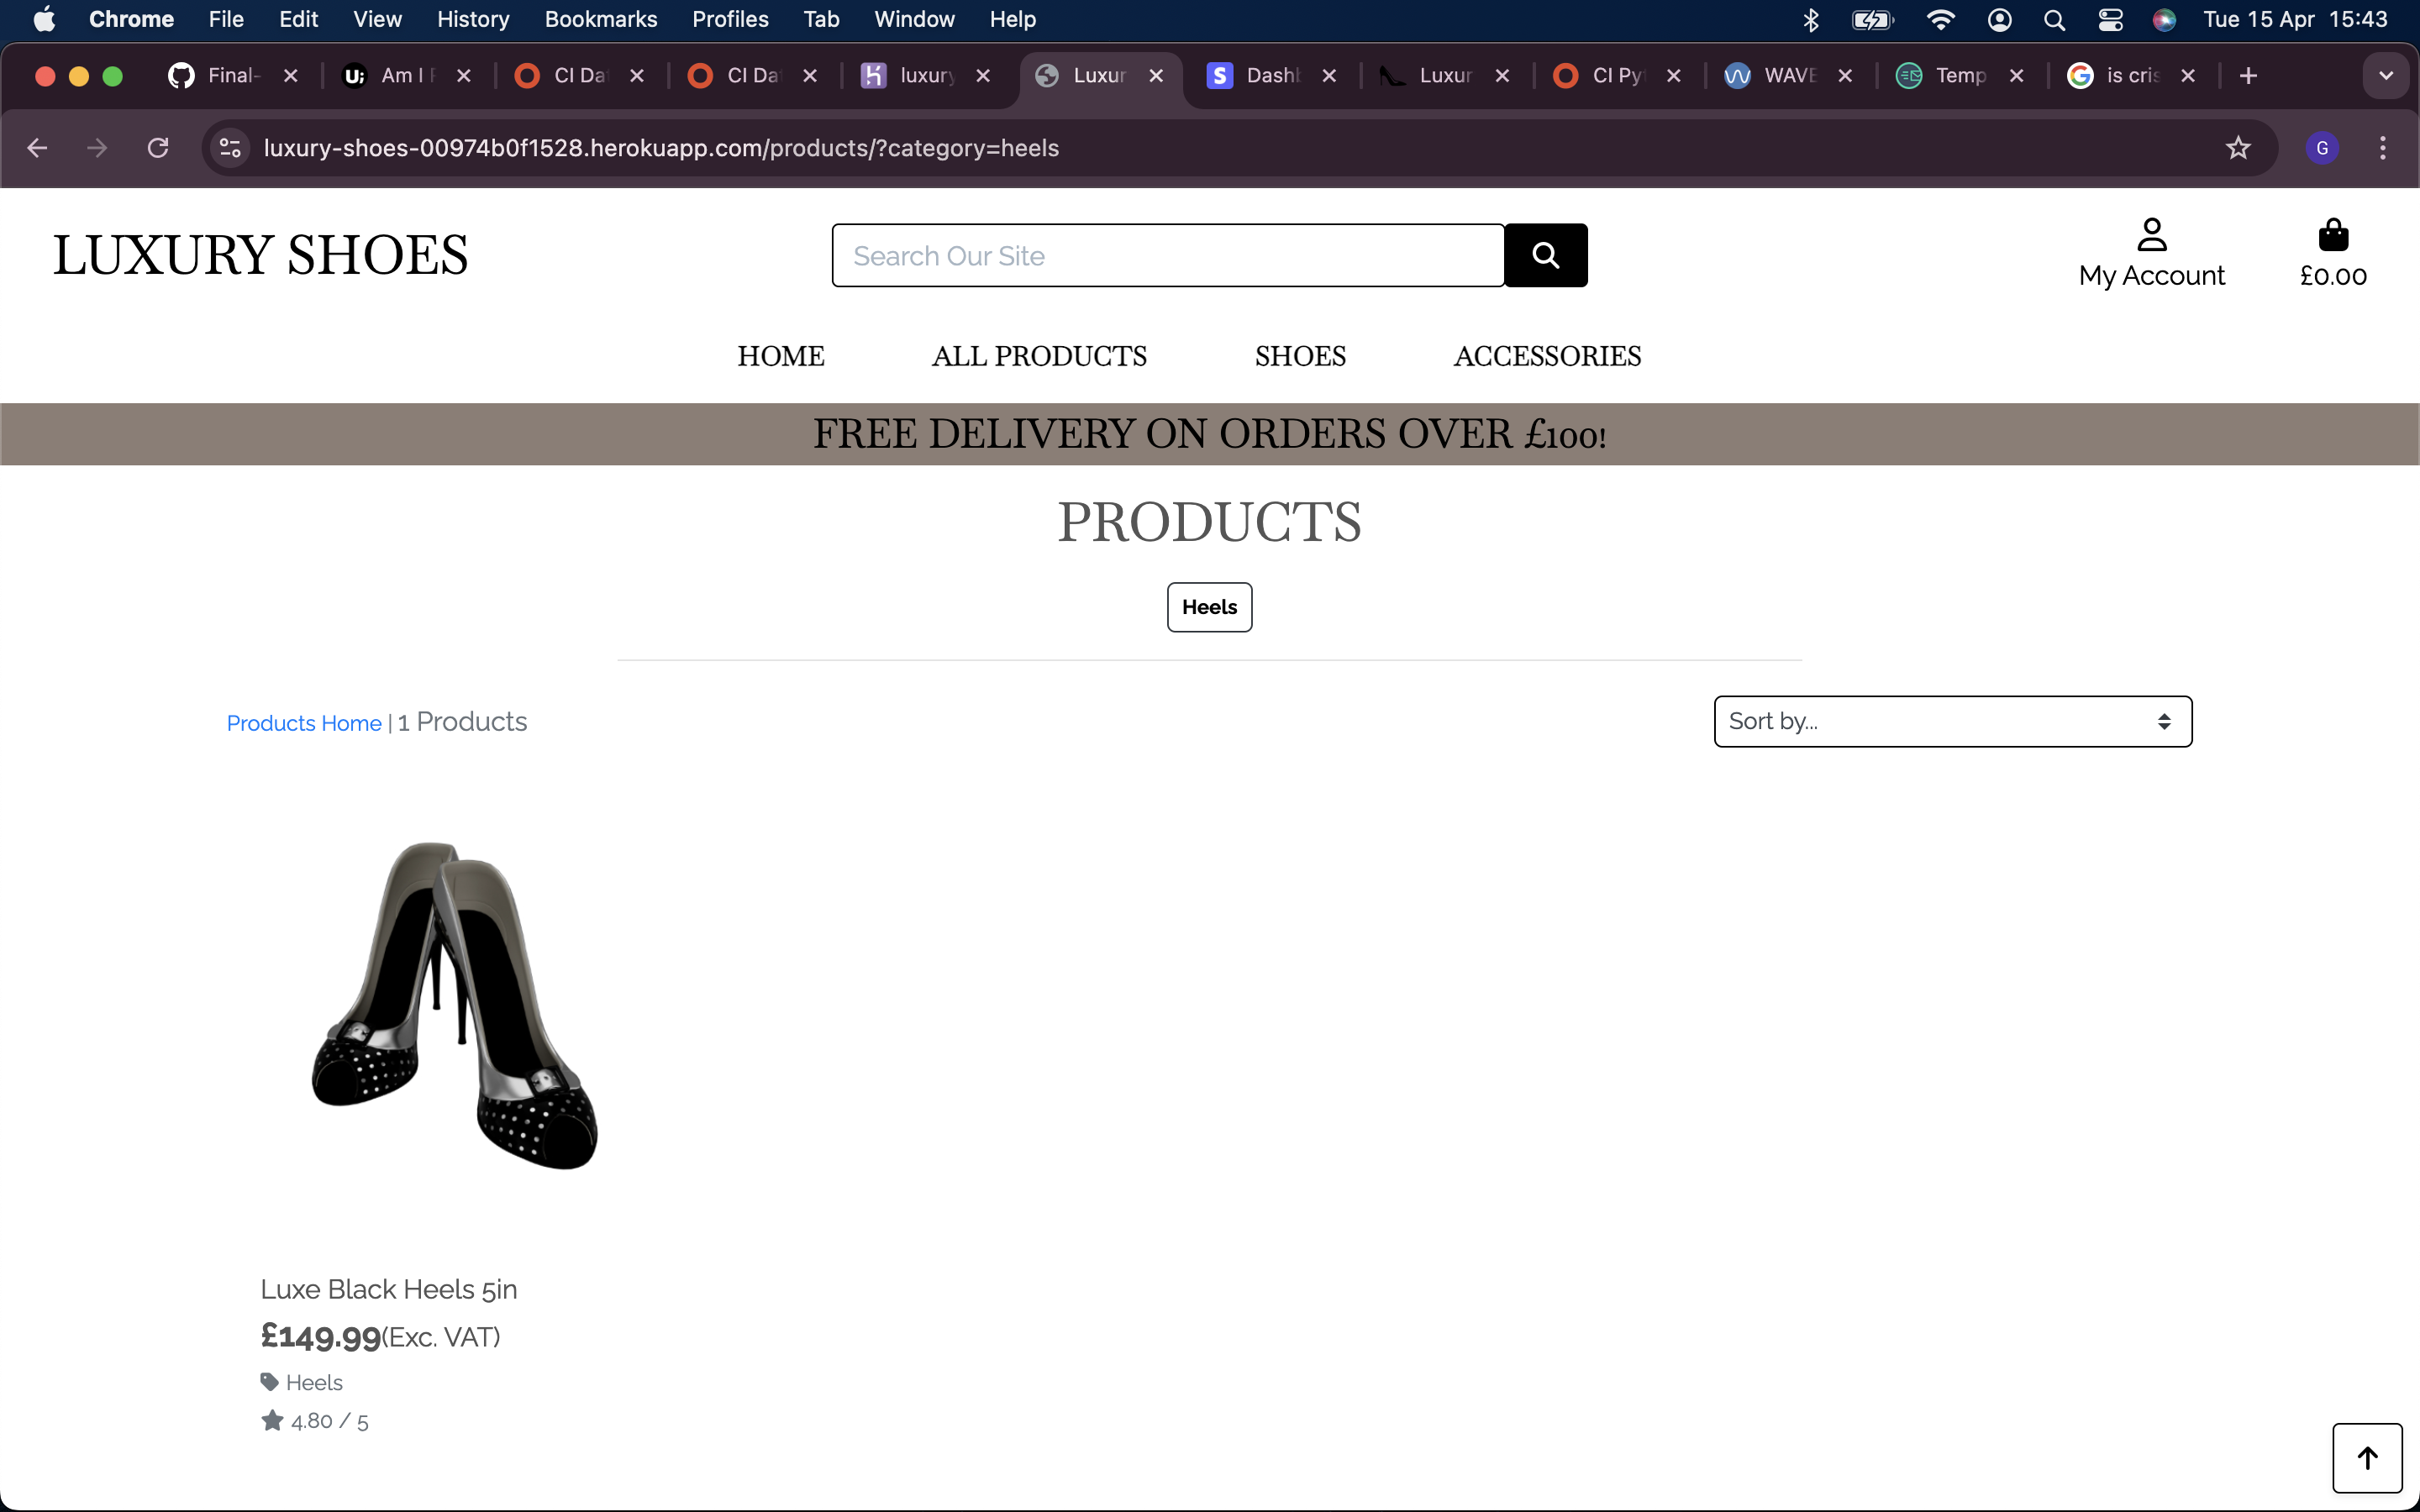 Chrome File Edit View History Bookmarks Profiles Tab Window Help Tue 15 Apr 15:43
Final- Am I CI Da CI Da luxury Luxur Dash Luxur CI Py WAVE Temp is cris
luxury-shoes-00974b0f1528.herokuapp.com/products/?category=heels G
LUXURY SHOES
Search Our Site
My Account
£0.00
HOME ALL PRODUCTS SHOES ACCESSORIES
FREE DELIVERY ON ORDERS OVER £100!
PRODUCTS
Heels
Products Home | 1 Products
Sort by...
Luxe Black Heels 5in
£149.99(Exc. VAT)
Heels
4.80 / 5